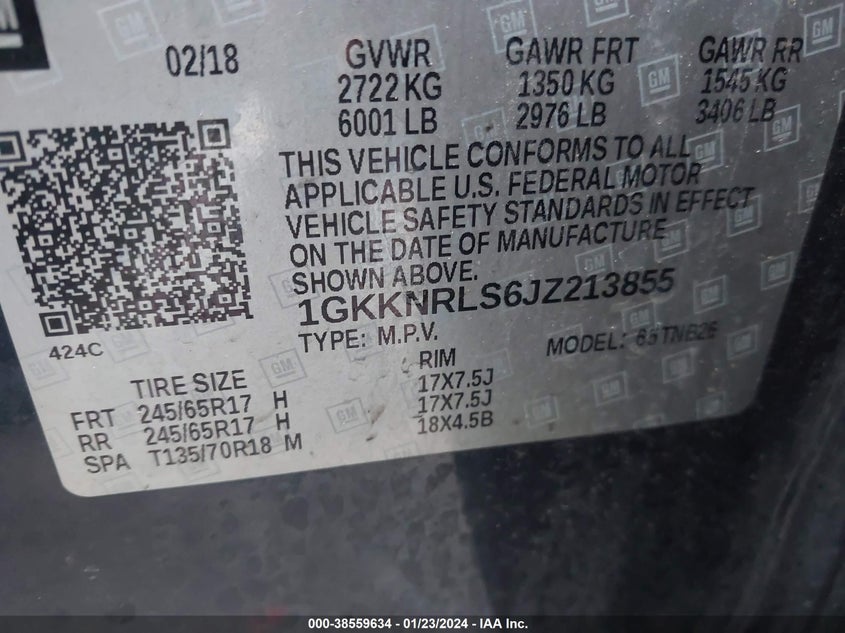 02/18 GVWR GAWR FRT GAWR RR
2722 KG 1350 KG 1545 KG
6001 LB 2976 LB 3406 LB
THIS VEHICLE CONFORMS TO ALL
APPLICABLE U.S. FEDERAL MOTOR
VEHICLE SAFETY STANDARDS IN EFFECT
ON THE DATE OF MANUFACTURE
SHOWN ABOVE.
1GKKNRLS6JZ213855
424C
TYPE: M.P.V. MODEL:
TIRE SIZE RIM
FRT 245/65R17 H 17X7.5J
RR 245/65R17 H 17X7.5J
SPA T135/70R18 M 18X4.5B
GM
000-38559634 - 01/23/2024 - IAA Inc.